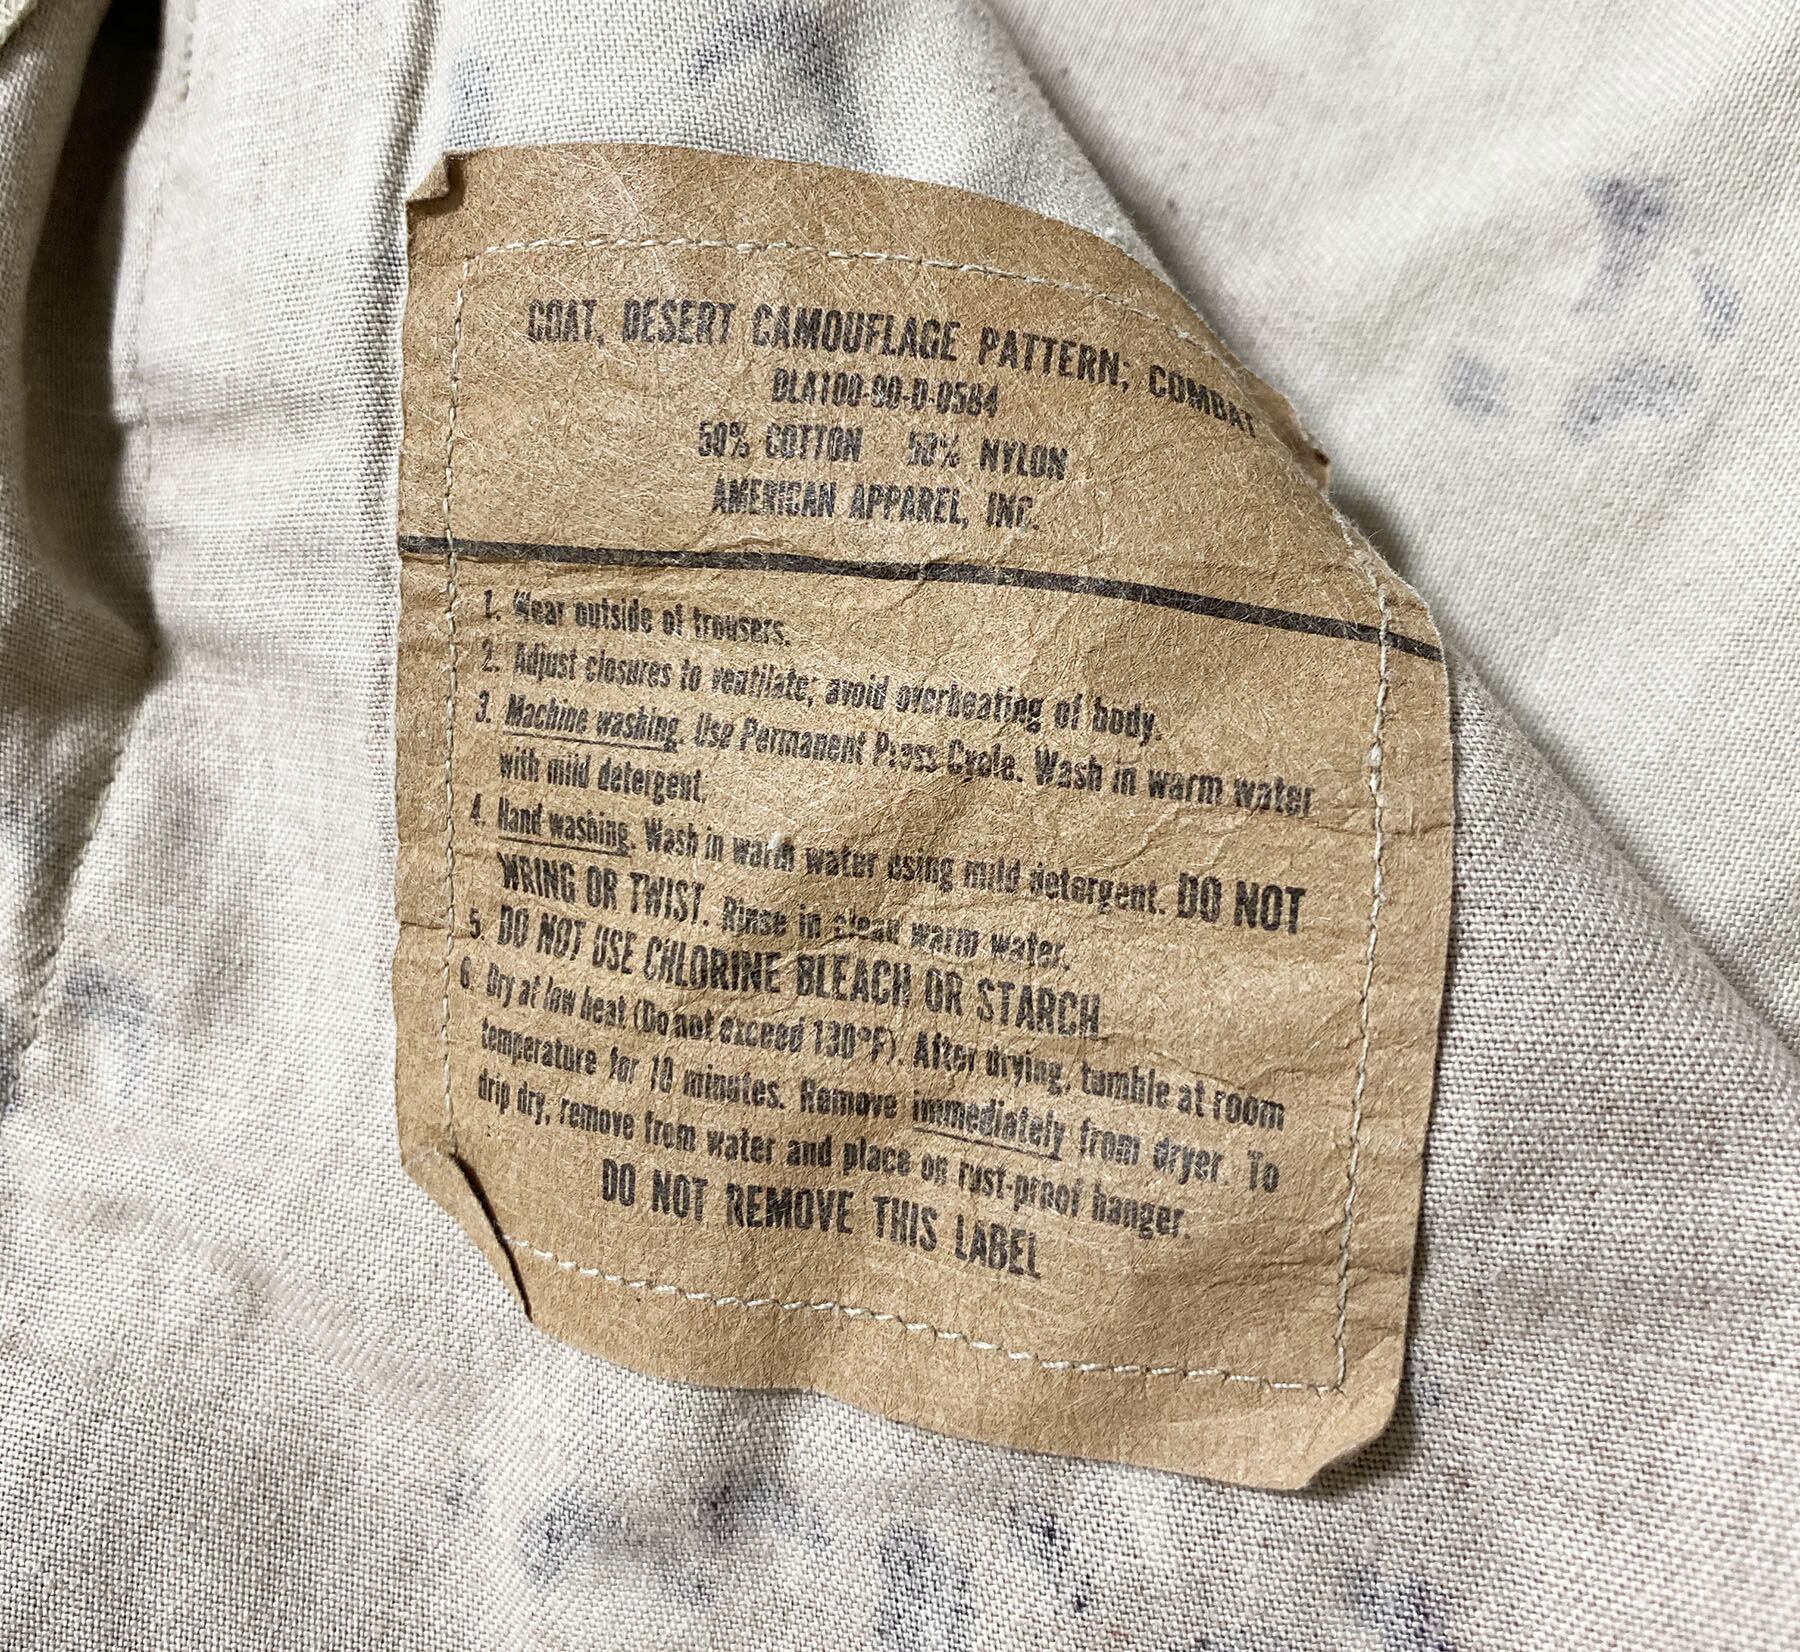 COAT, DESERT CAMOUFLAGE PATTERN; COMBAT
DLA100-90-D-0584
50% COTTON 50% NYLON
AMERICAN APPAREL, INC.
1. Wear outside of trousers.
2. Adjust closures to ventilate; avoid overheating of body.
3. Machine washing. Use Permanent Press Cycle. Wash in warm water
with mild detergent.
4. Hand washing. Wash in warm water using mild detergent. DO NOT
WRING OR TWIST. Rinse in clean warm water.
5. DO NOT USE CHLORINE BLEACH OR STARCH
6. Dry at low heat (Do not exceed 130°F). After drying, tumble at room
temperature for 10 minutes. Remove immediately from dryer. To
drip dry, remove from water and place on rust-proof hanger.
DO NOT REMOVE THIS LABEL